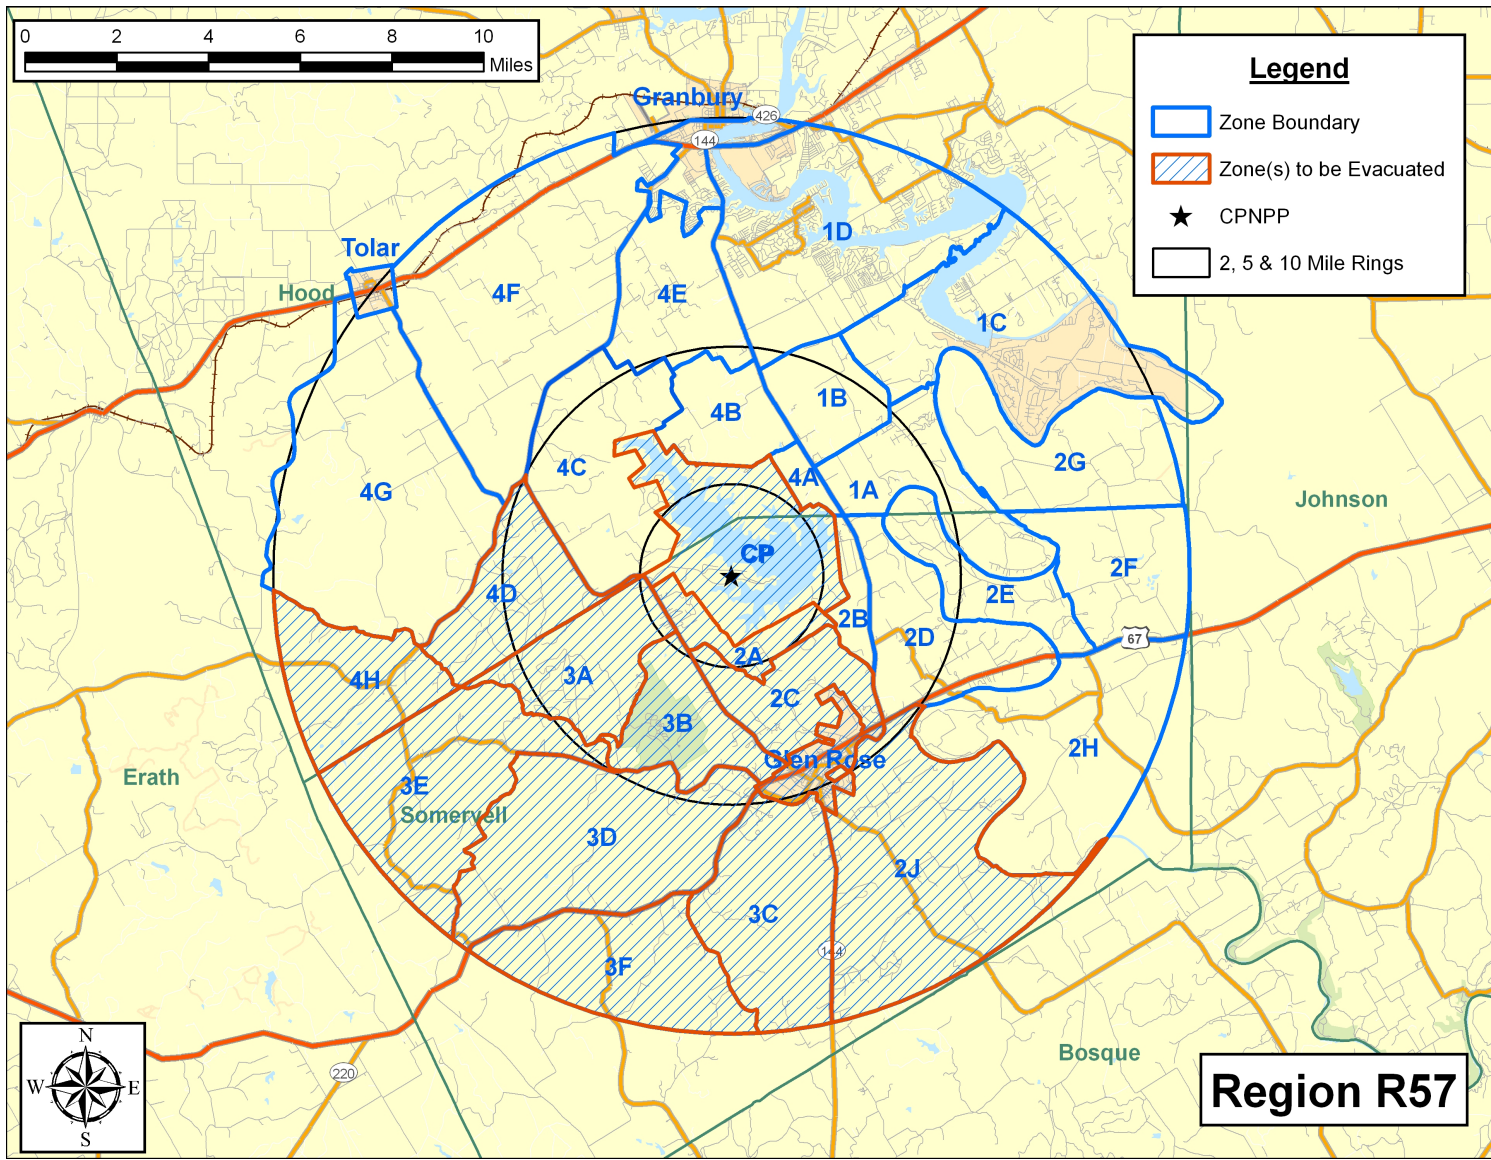 0 2 4 6 8 10
Miles
Legend
Zone Boundary
Zone(s) to be Evacuated
CPNPP
2, 5 & 10 Mile Rings
Granbury
426
144
1D
Tolar
Hood
4F
4E
1C
4B
1B
4C
4A
1A
2G
4G
Johnson
CP
2F
4D
2E
2B
2D
67
2A
3A
4H
2C
3B
2H
Glen Rose
Erath
3E
Somervell
3D
2J
3C
144
3F
N
W E
S
220
Bosque
Region R57